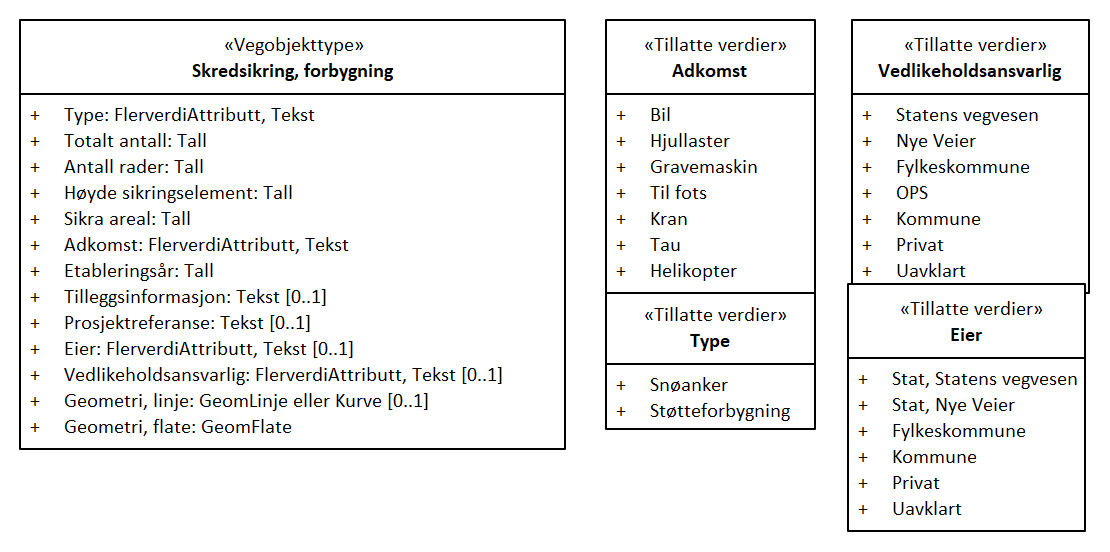 «Vegobjekttype»
Skredsikring, forbygning
+ Type: FlerverdiAttributt, Tekst
+ Totalt antall: Tall
+ Antall rader: Tall
+ Høyde sikringselement: Tall
+ Sikra areal: Tall
+ Adkomst: FlerverdiAttributt, Tekst
+ Etableringsår: Tall
+ Tilleggsinformasjon: Tekst [0..1]
+ Prosjektreferanse: Tekst [0..1]
+ Eier: FlerverdiAttributt, Tekst [0..1]
+ Vedlikeholdsansvarlig: FlerverdiAttributt, Tekst [0..1]
+ Geometri, linje: GeomLinje eller Kurve [0..1]
+ Geometri, flate: GeomFlate
«Tillatte verdier»
Adkomst
+ Bil
+ Hjullaster
+ Gravemaskin
+ Til fots
+ Kran
+ Tau
+ Helikopter
«Tillatte verdier»
Type
+ Snøanker
+ Støtteforbygning
«Tillatte verdier»
Vedlikeholdsansvarlig
+ Statens vegvesen
+ Nye Veier
+ Fylkeskommune
+ OPS
+ Kommune
+ Privat
+ Uavklart
«Tillatte verdier»
Eier
+ Stat, Statens vegvesen
+ Stat, Nye Veier
+ Fylkeskommune
+ Kommune
+ Privat
+ Uavklart